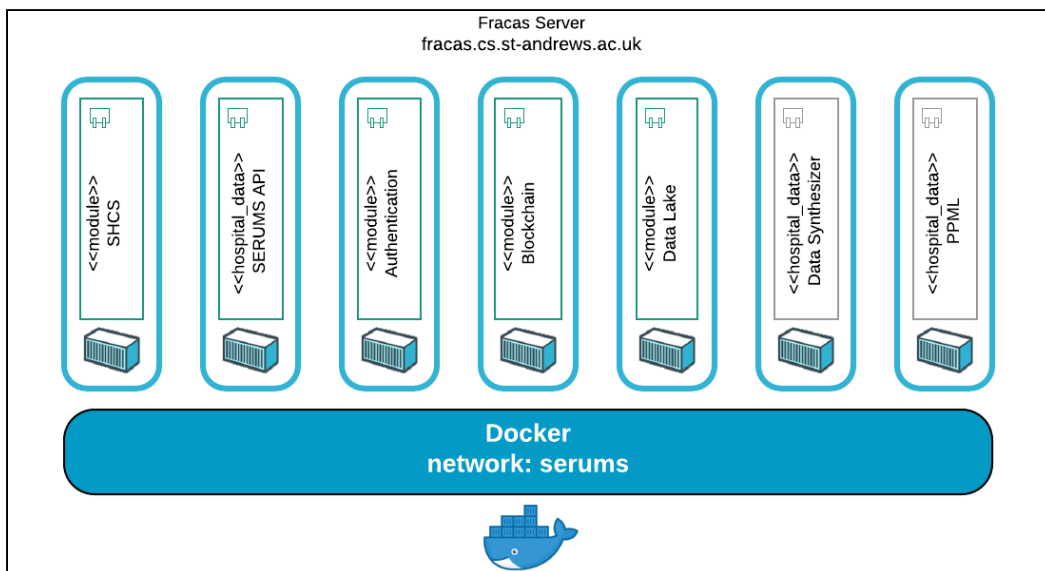 Fracas Server
fracas.cs.st-andrews.ac.uk
<<module>>
SHCS
<<hospital_data>>
SERUMS API
<<module>>
Authentication
<<module>>
Blockchain
<<module>>
Data Lake
<<hospital_data>>
Data Synthesizer
<<hospital_data>>
PPML
Docker
network: serums